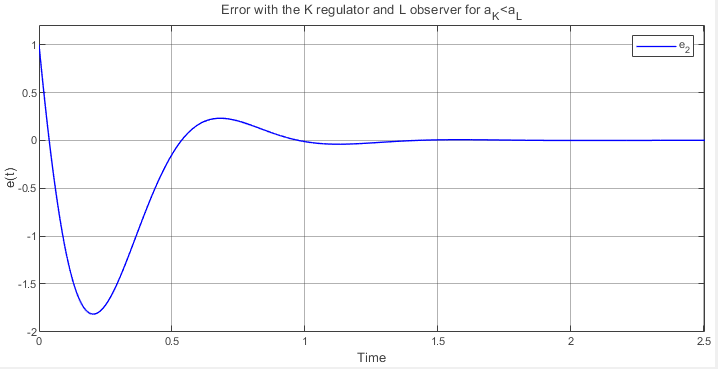 Error with the K regulator and L observer for a_K<a_L
e_2
1
0.5
0
-0.5
-1
-1.5
-2
e(t)
0 0.5 1 1.5 2 2.5
Time